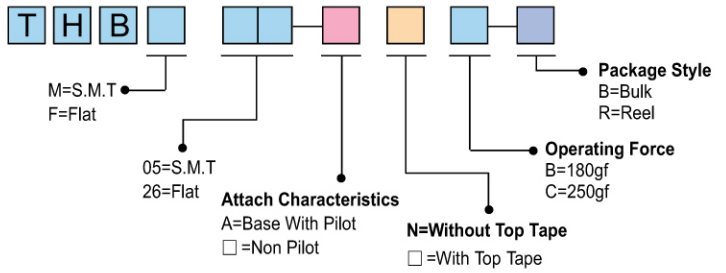 T H B
M=S.M.T
F=Flat
05=S.M.T
26=Flat
Attach Characteristics
A=Base With Pilot
□=Non Pilot
N=Without Top Tape
□=With Top Tape
Operating Force
B=180gf
C=250gf
Package Style
B=Bulk
R=Reel